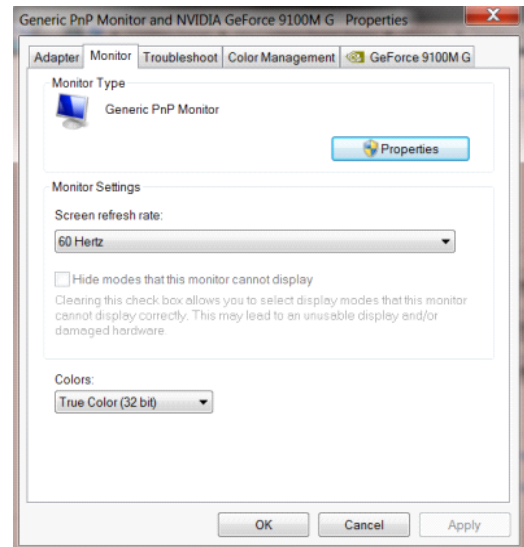 Generic PnP Monitor and NVIDIA GeForce 9100M G Properties
Adapter Monitor Troubleshoot Color Management GeForce 9100M G
Monitor Type
Generic PnP Monitor
Properties
Monitor Settings
Screen refresh rate:
60 Hertz
Hide modes that this monitor cannot display
Clearing this check box allows you to select display modes that this monitor
cannot display correctly. This may lead to an unusable display and/or
damaged hardware.
Colors:
True Color (32 bit)
OK Cancel Apply